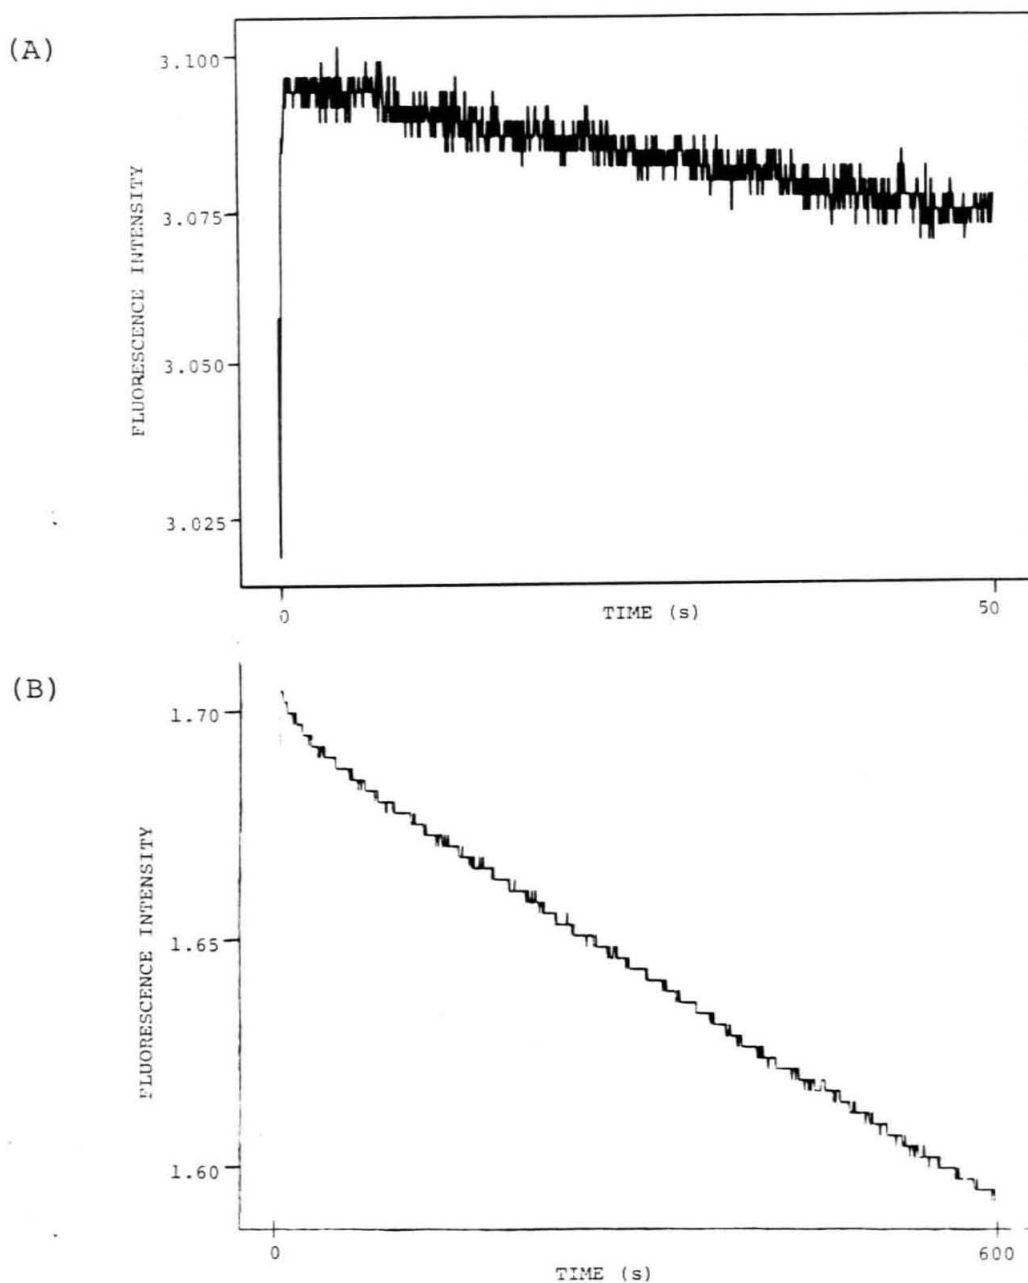 (A)
3.100
3.075
3.050
3.025
FLUORESCENCE INTENSITY
0
TIME (s)
50
(B)
1.70
1.65
1.60
FLUORESCENCE INTENSITY
0
TIME (s)
600